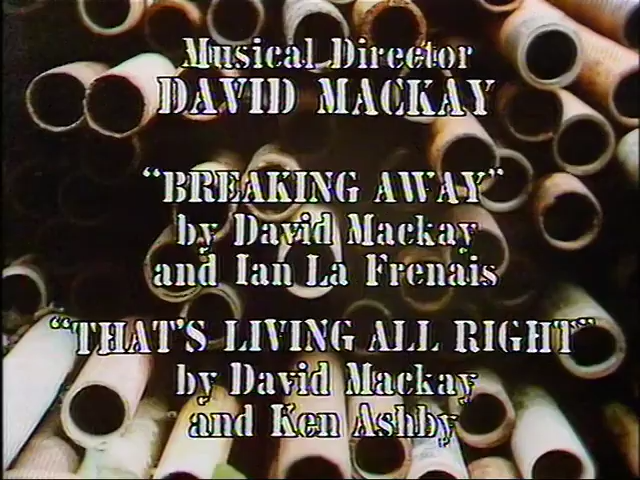 Musical Director
DAVID MACKAY
“BREAKING AWAY”
by David Mackay
and Ian La Frenais
“THAT'S LIVING ALL RIGHT”
by David Mackay
and Ken Ashby